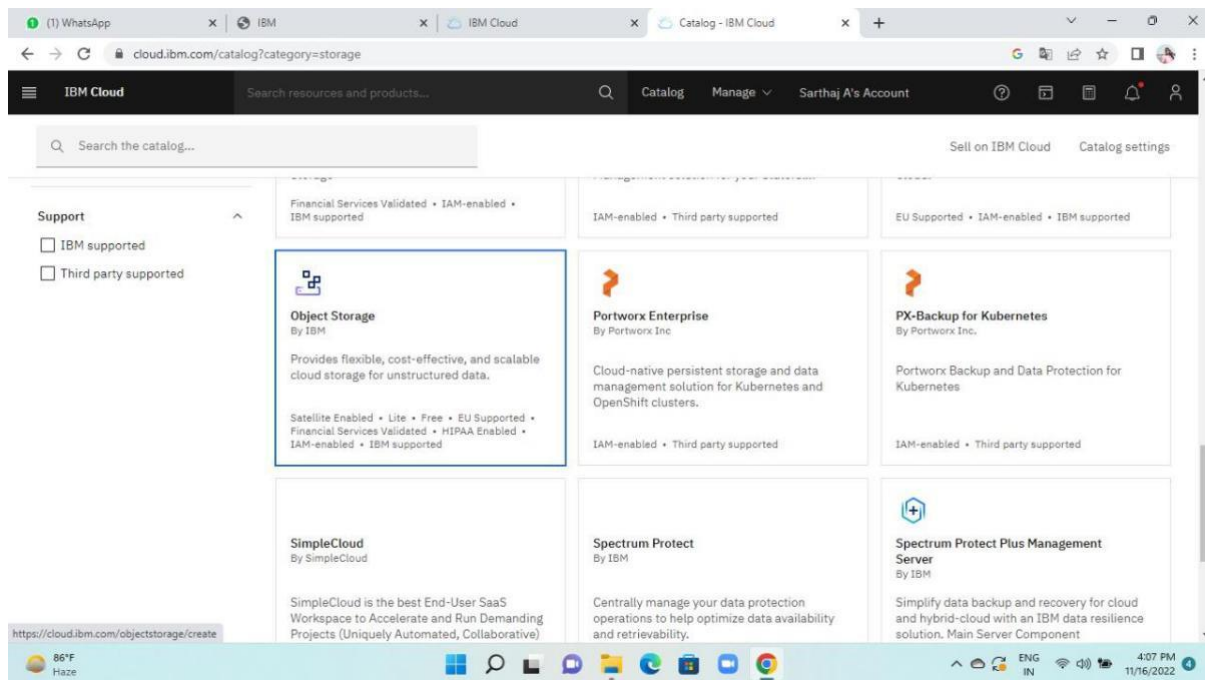 (1) WhatsApp
IBM
IBM Cloud
Catalog - IBM Cloud
cloud.ibm.com/catalog?category=storage
IBM Cloud
Search resources and products...
Catalog
Manage
Sarthaj A's Account
Search the catalog...
Sell on IBM Cloud
Catalog settings
Support
IBM supported
Third party supported
Financial Services Validated • IAM-enabled •
IBM supported
IAM-enabled • Third party supported
EU Supported • IAM-enabled • IBM supported
Object Storage
By IBM
Provides flexible, cost-effective, and scalable
cloud storage for unstructured data.
Satellite Enabled • Lite • Free • EU Supported •
Financial Services Validated • HIPAA Enabled •
IAM-enabled • IBM supported
Portworx Enterprise
By Portworx Inc
Cloud-native persistent storage and data
management solution for Kubernetes and
OpenShift clusters.
IAM-enabled • Third party supported
PX-Backup for Kubernetes
By Portworx Inc.
Portworx Backup and Data Protection for
Kubernetes
IAM-enabled • Third party supported
SimpleCloud
By SimpleCloud
SimpleCloud is the best End-User SaaS
Workspace to Accelerate and Run Demanding
Projects (Uniquely Automated, Collaborative)
Spectrum Protect
By IBM
Centrally manage your data protection
operations to help optimize data availability
and retrievability.
Spectrum Protect Plus Management
Server
By IBM
Simplify data backup and recovery for cloud
and hybrid-cloud with an IBM data resilience
solution. Main Server Component
https://cloud.ibm.com/objectstorage/create
86°F
Haze
ENG
IN
4:07 PM
11/16/2022
4